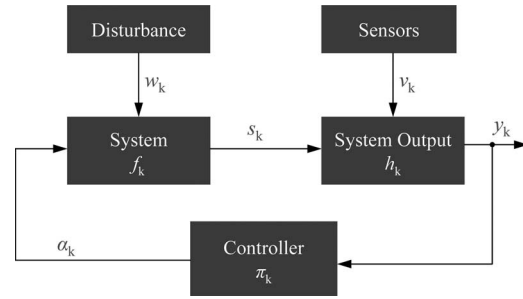 Disturbance
Sensors
w_k
v_k
System
f_k
s_k
System Output
h_k
y_k
α_k
Controller
π_k